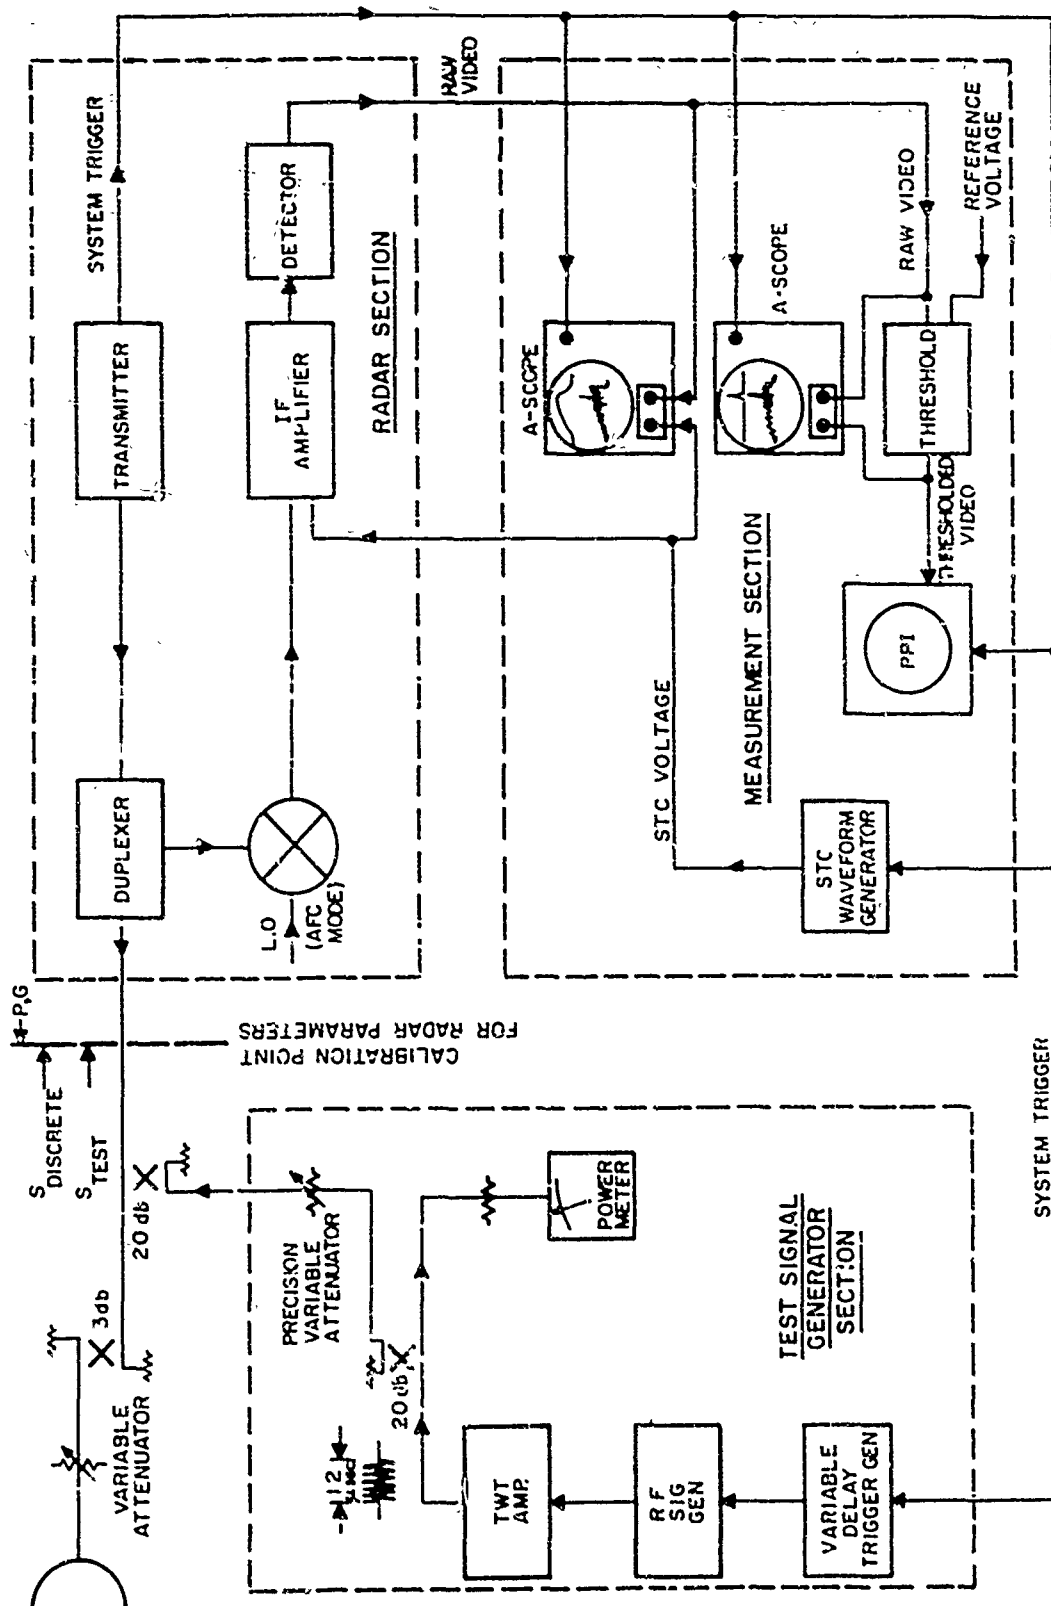 SYSTEM TRIGGER
TRANSMITTER
DUPLEXER
IF
AMPLIFIER
DETECTOR
RADAR SECTION
L.O
(AFC
MODE)
RAW
VIDEO
P,G
S DISCRETE
S TEST
CALIBRATION POINT
FOR RADAR PARAMETERS
20 db
3db
VARIABLE
ATTENUATOR
PRECISION
VARIABLE
ATTENUATOR
20 db
12
POWER
METER
TWT
AMP.
RF
SIG
GEN
VARIABLE
DELAY
TRIGGER GEN
TEST SIGNAL
GENERATOR
SECTION
A-SCOPE
A-SCOPE
RAW VIDEO
REFERENCE
VOLTAGE
THRESHOLD
THRESHOLDED
VIDEO
PPI
STC VOLTAGE
MEASUREMENT SECTION
STC
WAVEFORM
GENERATOR
SYSTEM TRIGGER